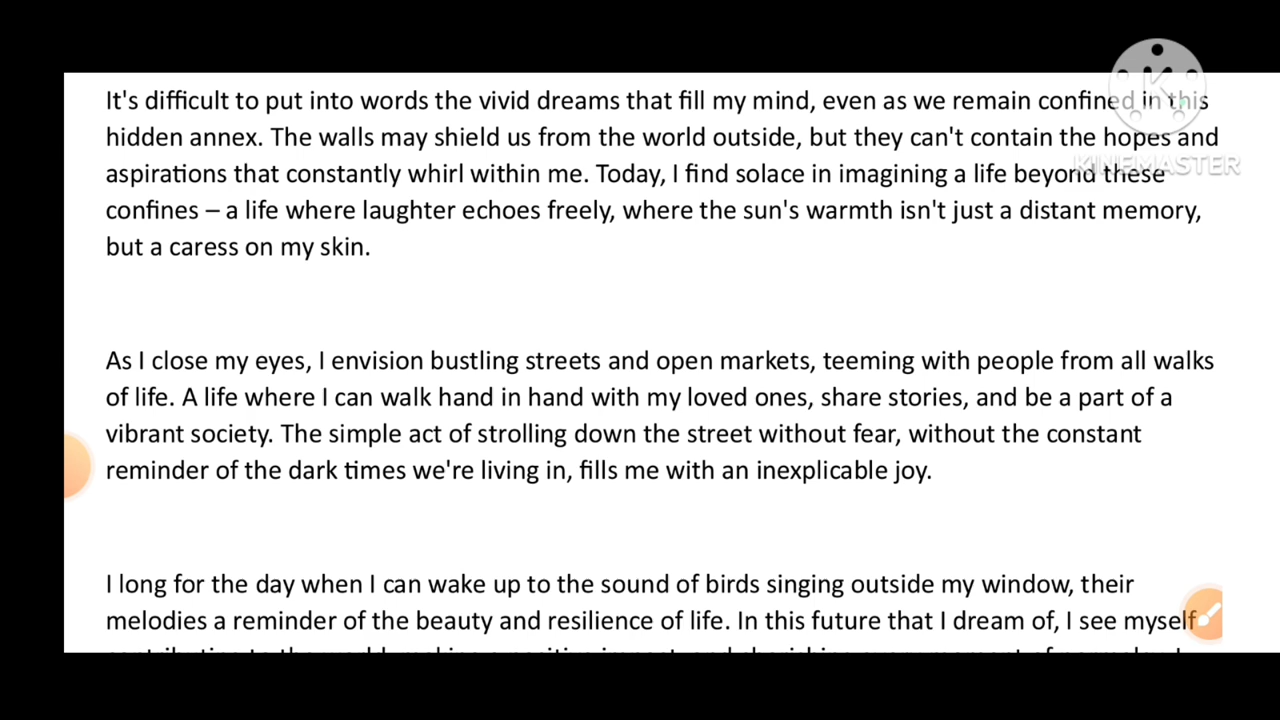 It's difficult to put into words the vivid dreams that fill my mind, even as we remain confined in this
hidden annex. The walls may shield us from the world outside, but they can't contain the hopes and
aspirations that constantly whirl within me. Today, I find solace in imagining a life beyond these
confines – a life where laughter echoes freely, where the sun's warmth isn't just a distant memory,
but a caress on my skin.
As I close my eyes, I envision bustling streets and open markets, teeming with people from all walks
of life. A life where I can walk hand in hand with my loved ones, share stories, and be a part of a
vibrant society. The simple act of strolling down the street without fear, without the constant
reminder of the dark times we're living in, fills me with an inexplicable joy.
I long for the day when I can wake up to the sound of birds singing outside my window, their
melodies a reminder of the beauty and resilience of life. In this future that I dream of, I see myself
K
KINEMASTER